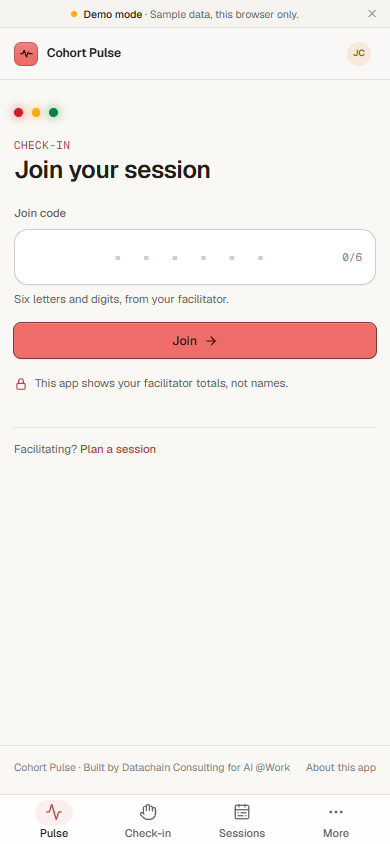 Demo mode · Sample data, this browser only.
Cohort Pulse
JC
CHECK-IN
Join your session
Join code
0/6
Six letters and digits, from your facilitator.
Join →
This app shows your facilitator totals, not names.
Facilitating? Plan a session
Cohort Pulse · Built by Datachain Consulting for AI @Work About this app
Pulse Check-in Sessions More